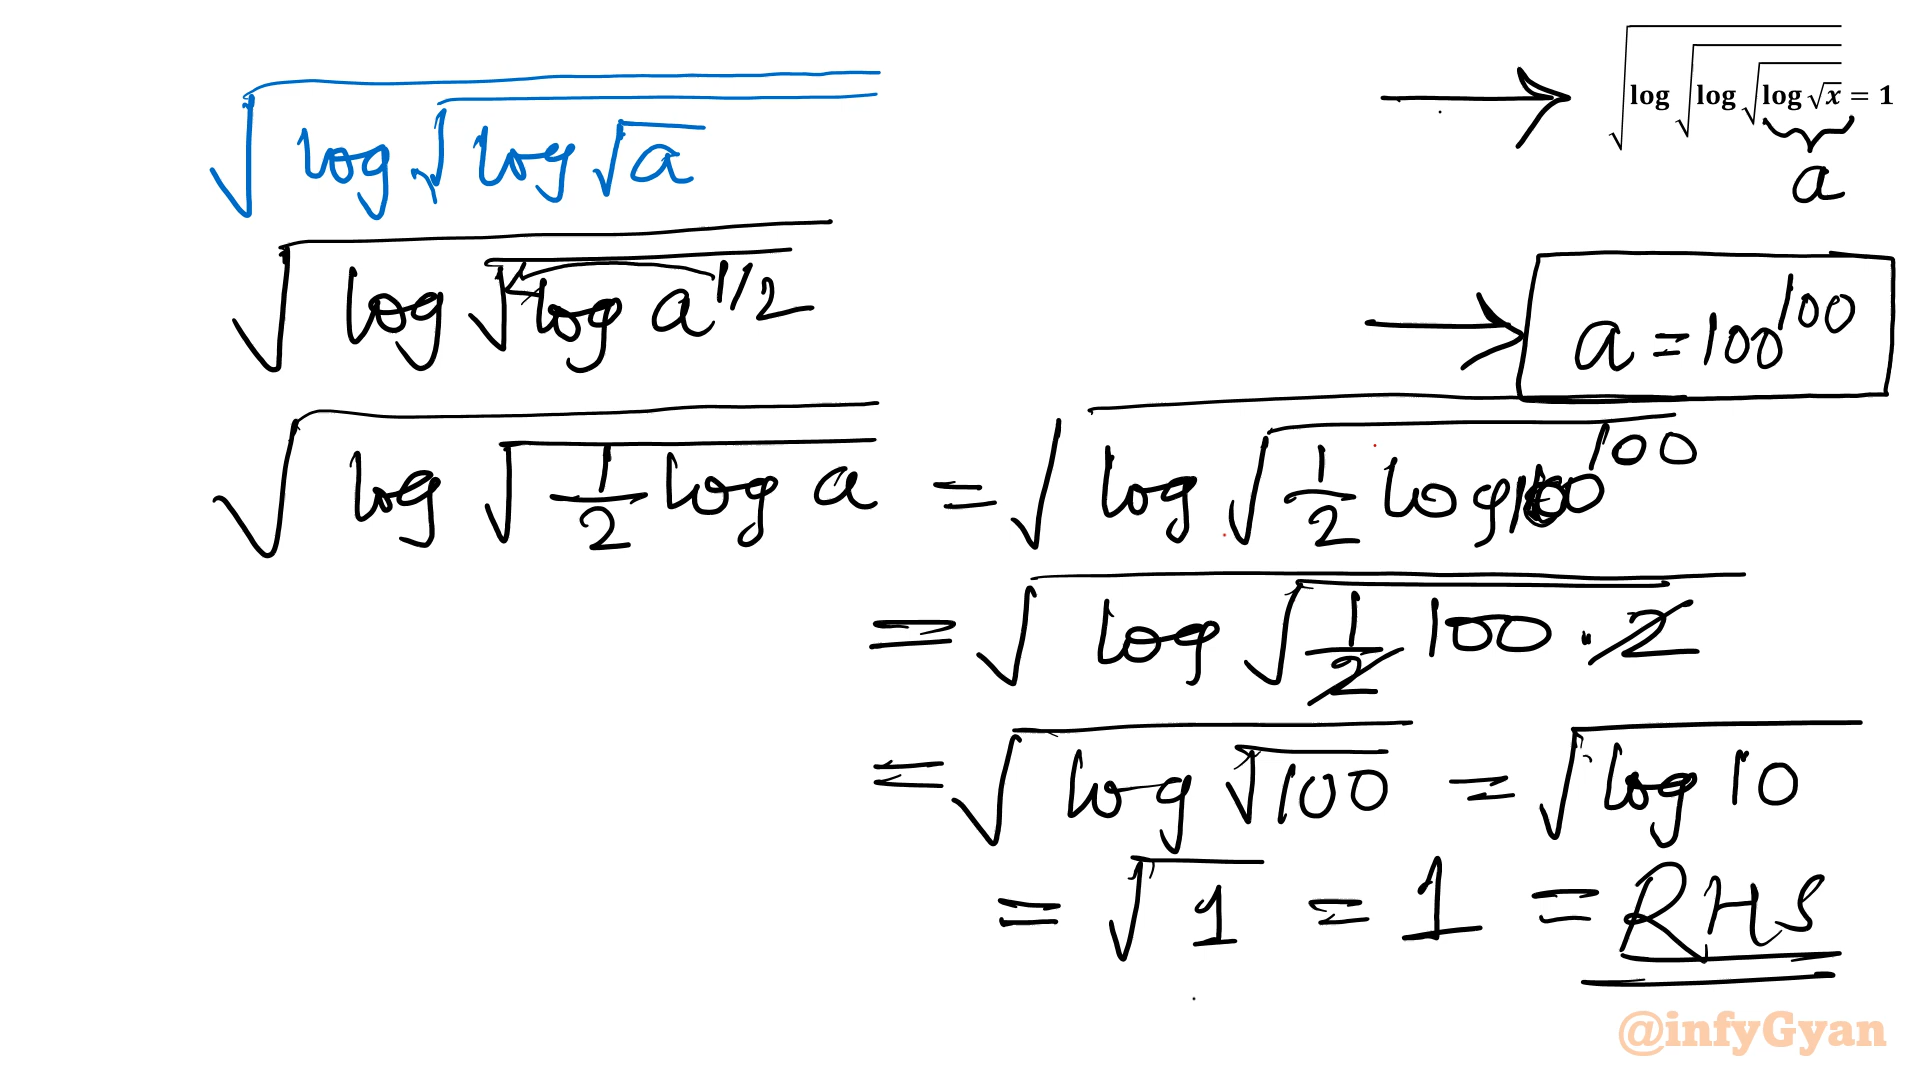 √(log √(log √(log √x))) = 1
a
√(log √(log √a))
√(log √(log a^1/2))
a = 100^100
√(log √(1/2 log a)) = √(log √(1/2 log 100^100))
= √(log √(1/2 100 · 2))
= √(log √100) = √(log 10)
= √1 = 1 = RHS
@infyGyan